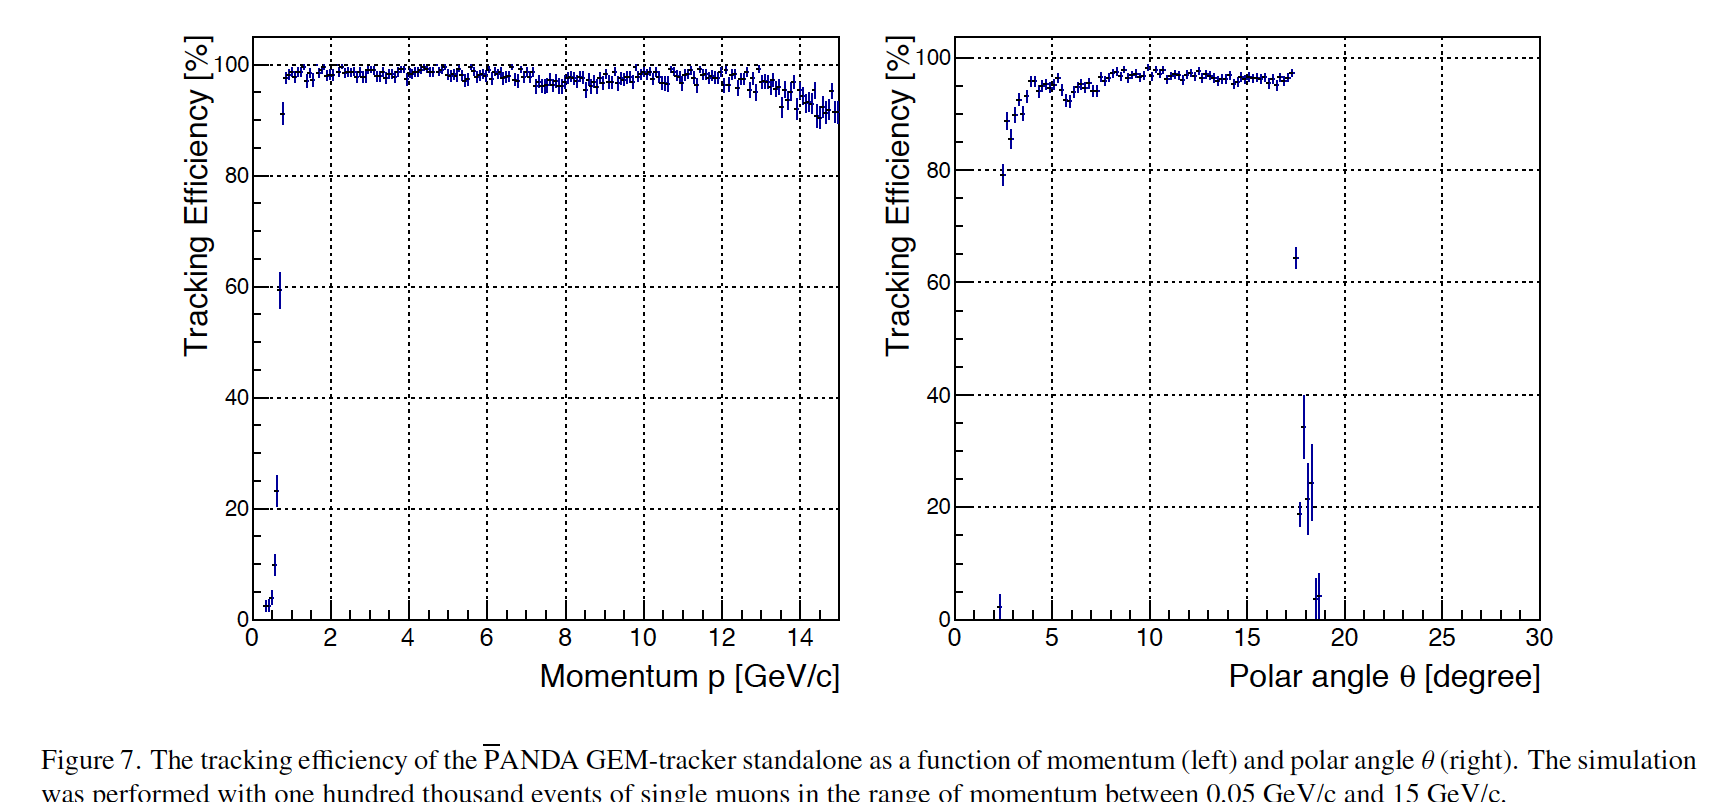 Tracking Efficiency [%]
100
80
60
40
20
0
0 2 4 6 8 10 12 14
Momentum p [GeV/c]
Tracking Efficiency [%]
100
80
60
40
20
0
0 5 10 15 20 25 30
Polar angle θ [degree]
Figure 7. The tracking efficiency of the P̅ANDA GEM-tracker standalone as a function of momentum (left) and polar angle θ (right). The simulation
was performed with one hundred thousand events of single muons in the range of momentum between 0.05 GeV/c and 15 GeV/c.